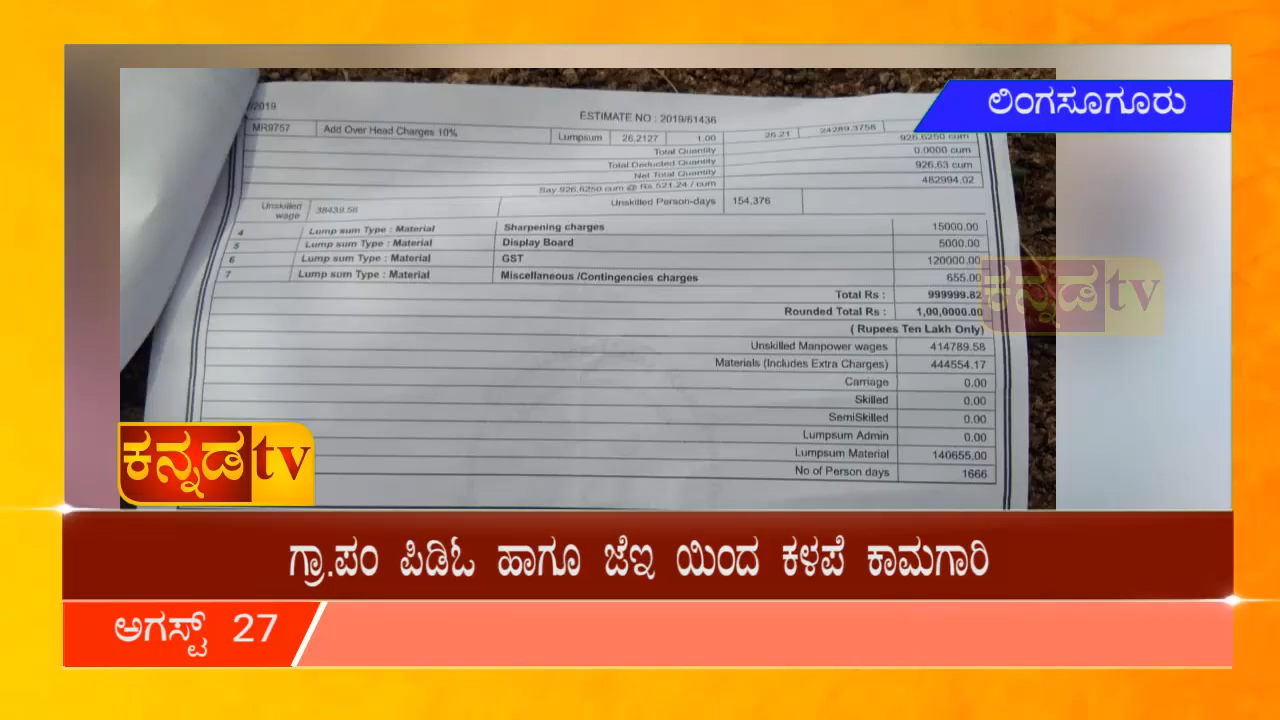 ಲಿಂಗಸೂಗೂರು
2019
ESTIMATE NO : 2019/61436
MR9757 Add Over Head Charges 10% Lumpsum 26.2127 1.00 26.21 24289.3758
Total Quantity 926.6250 cum
Total Deducted Quantity 0.0000 cum
Net Total Quantity 926.63 cum
Say 926.6250 cum @ Rs 521.24 / cum 482994.02
Unskilled wage 38439.58 Unskilled Person-days 154.376
4 Lump sum Type : Material Sharpening charges 15000.00
5 Lump sum Type : Material Display Board 5000.00
6 Lump sum Type : Material GST 120000.00
7 Lump sum Type : Material Miscellaneous /Contingencies charges 655.00
Total Rs : 999999.82
Rounded Total Rs : 1,00,0000.00
( Rupees Ten Lakh Only)
Unskilled Manpower wages 414789.58
Materials (Includes Extra Charges) 444554.17
Carriage 0.00
Skilled 0.00
SemiSkilled 0.00
Lumpsum Admin 0.00
Lumpsum Material 140655.00
No of Person days 1666
ಕನ್ನಡ tv
ಕನ್ನಡ tv
ಗ್ರಾ.ಪಂ ಪಿಡಿಓ ಹಾಗೂ ಜೆಇ ಯಿಂದ ಕಳಪೆ ಕಾಮಗಾರಿ
ಅಗಸ್ಟ್ 27